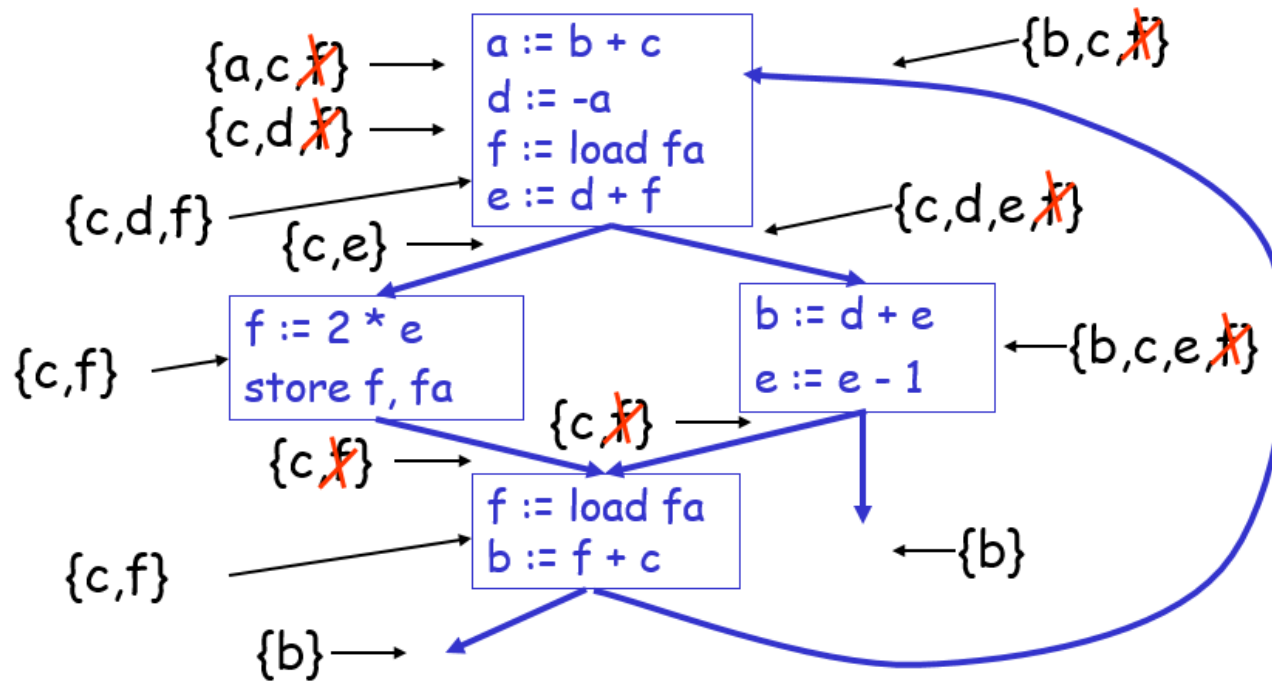 a := b + c
{b,c,f}
{a,c,f}
d := -a
{c,d,f}
f := load fa
e := d + f
{c,d,f}
{c,d,e,f}
{c,e}
f := 2 * e
b := d + e
{b,c,e,f}
{c,f}
store f, fa
e := e - 1
{c,f}
{c,f}
f := load fa
b := f + c
{b}
{c,f}
{b}